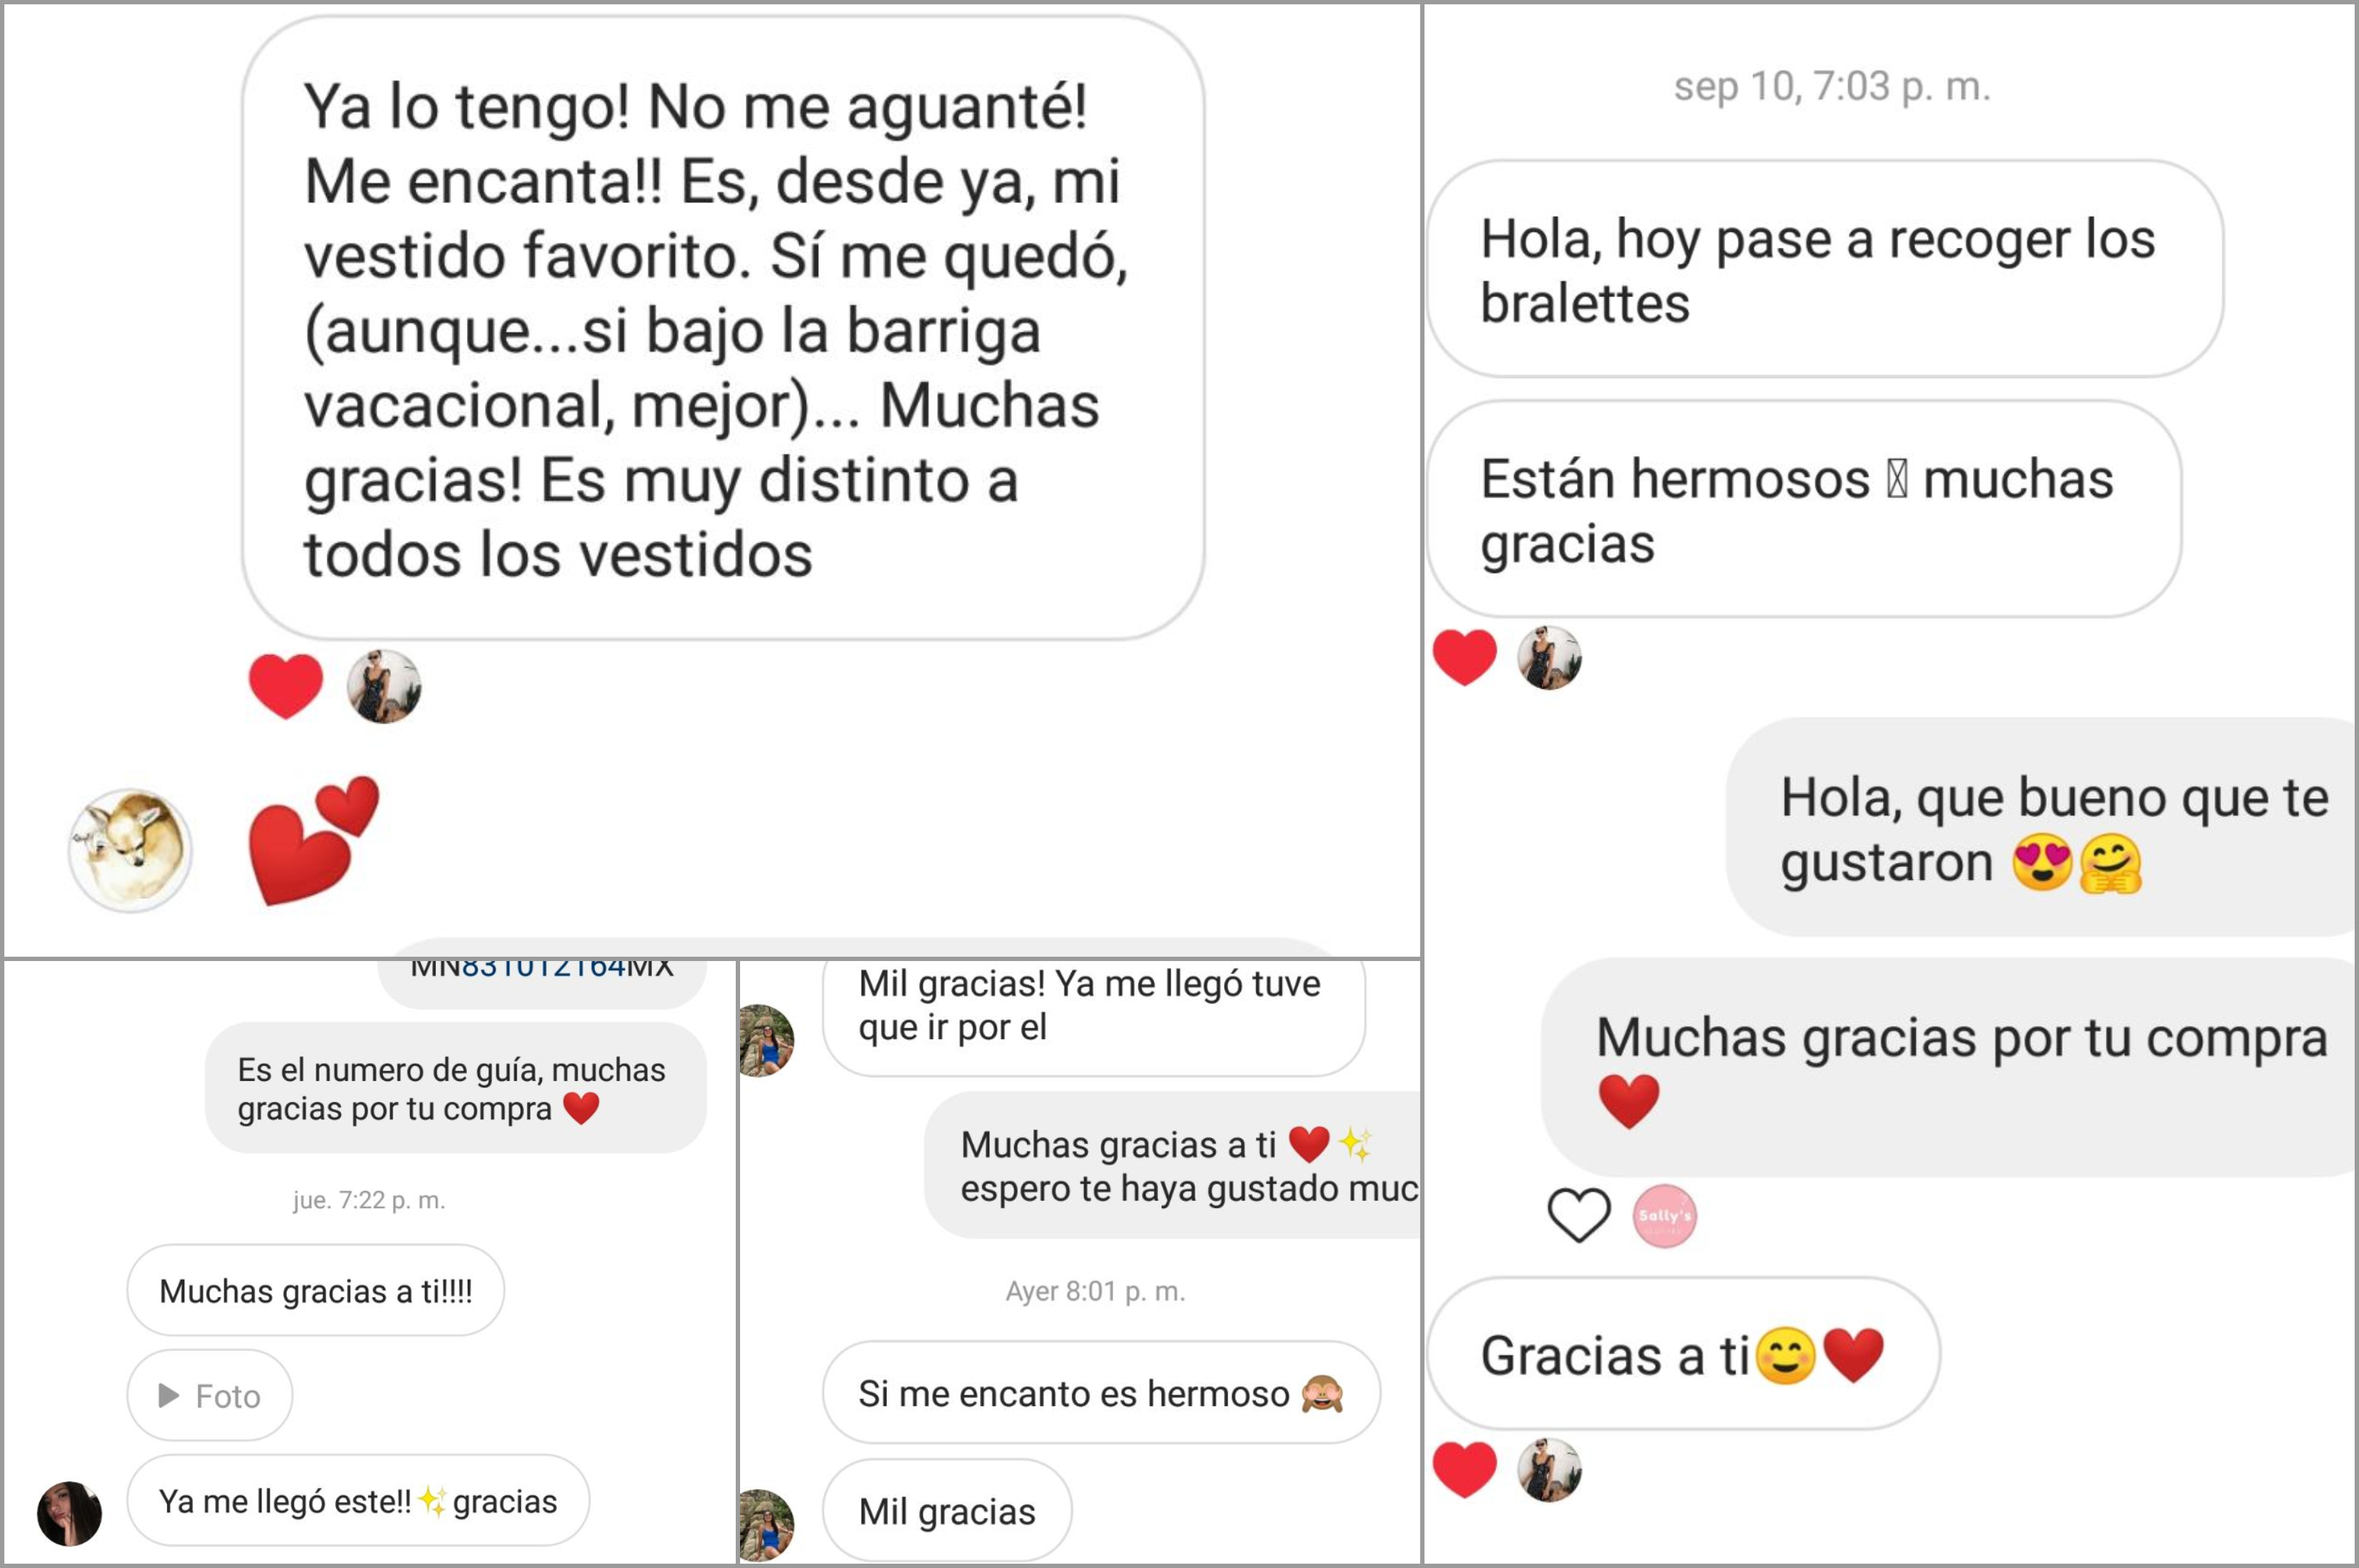 Ya lo tengo! No me aguanté!
Me encanta!! Es, desde ya, mi
vestido favorito. Sí me quedó,
(aunque...si bajo la barriga
vacacional, mejor)... Muchas
gracias! Es muy distinto a
todos los vestidos
MN831012164MX
Es el numero de guía, muchas
gracias por tu compra ❤️
jue. 7:22 p. m.
Muchas gracias a ti!!!!
Foto
Ya me llegó este!!✨gracias
Mil gracias! Ya me llegó tuve
que ir por el
Muchas gracias a ti ❤️✨
espero te haya gustado muc
Ayer 8:01 p. m.
Si me encanto es hermoso 🙈
Mil gracias
sep 10, 7:03 p. m.
Hola, hoy pase a recoger los
bralettes
Están hermosos muchas
gracias
Hola, que bueno que te
gustaron 😍🤗
Muchas gracias por tu compra
❤️
Sally's
Gracias a ti😊❤️